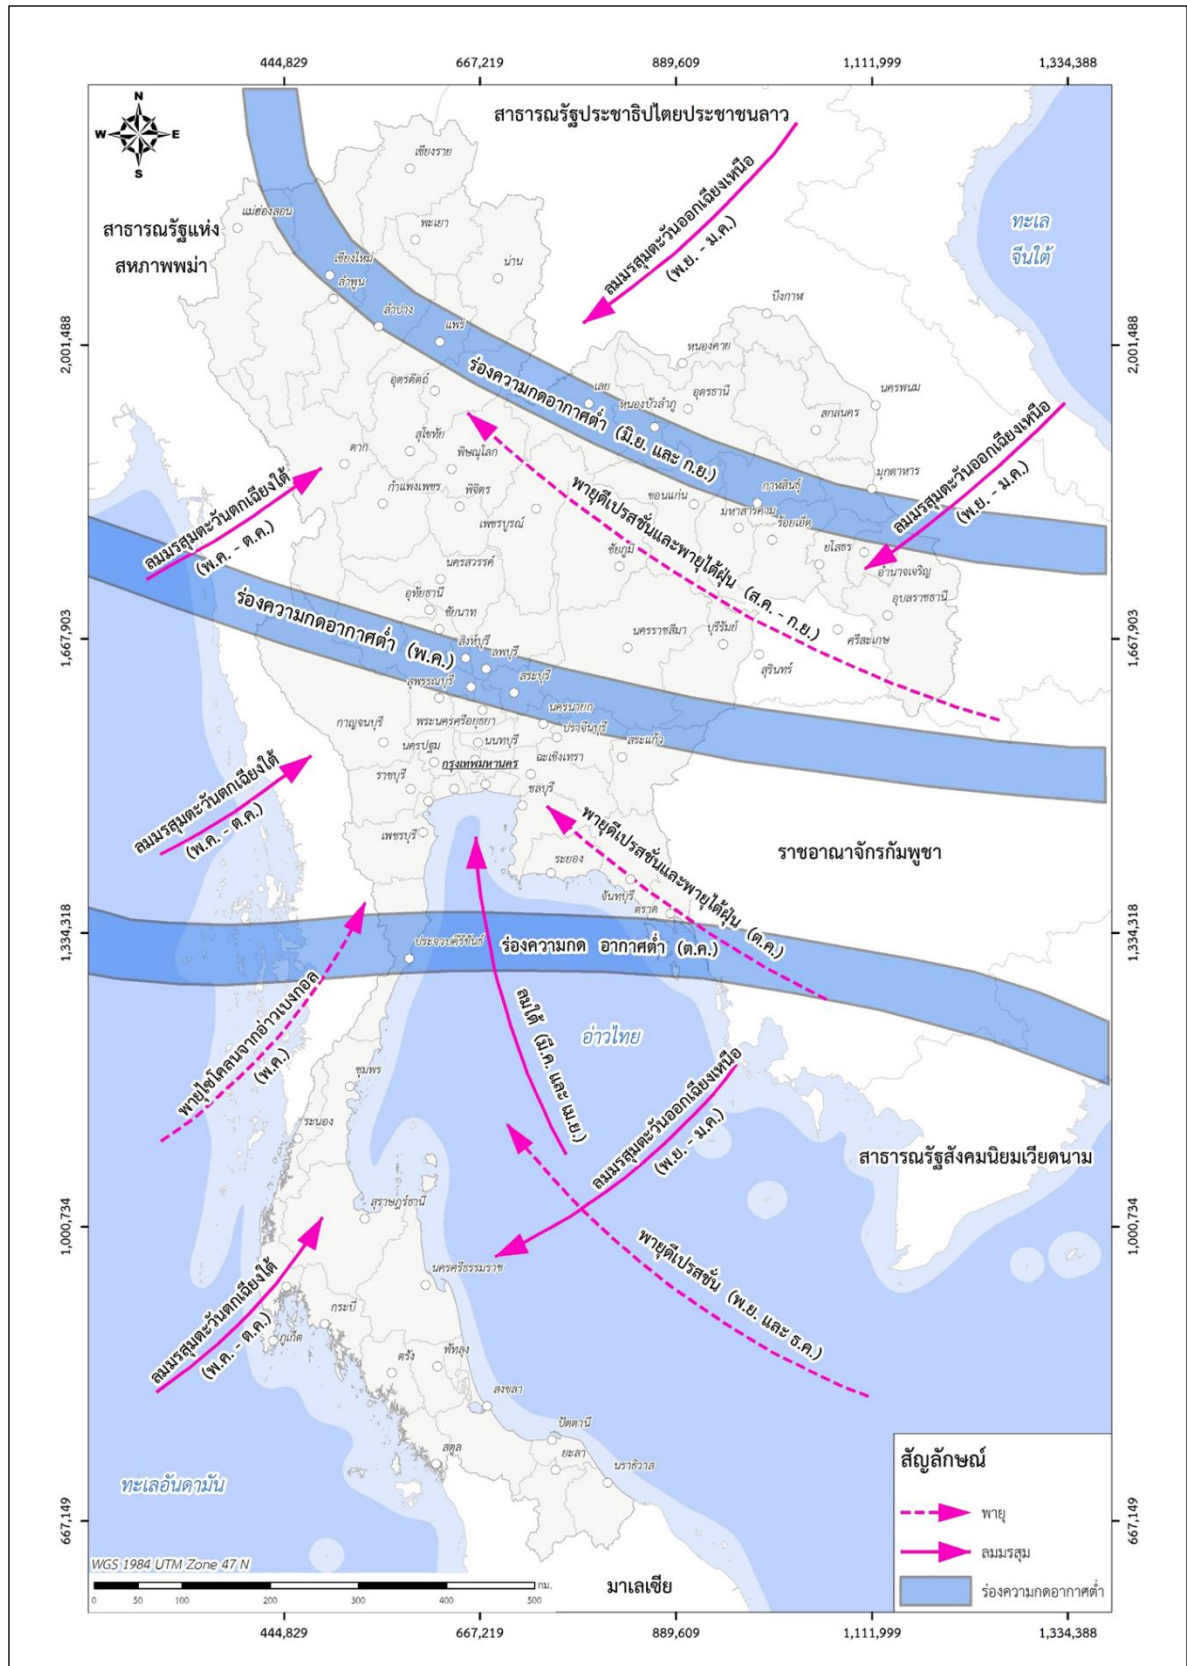 444,829
667,219
889,609
1,111,999
1,334,388
N
W
E
S
สาธารณรัฐประชาธิปไตยประชาชนลาว
เชียงราย
ลมมรสุมตะวันออกเฉียงเหนือ
(พ.ย. - ม.ค.)
แม่ฮ่องสอน
สาธารณรัฐแห่ง
สหภาพพม่า
พะเยา
ทะเล
จีนใต้
เชียงใหม่
ลำพูน
น่าน
บึงกาฬ
ลำปาง
แพร่
2,001,488
2,001,488
หนองคาย
ร่องความกดอากาศต่ำ (มิ.ย. และ ก.ย.)
อุตรดิตถ์
เลย
หนองบัวลำภู
อุดรธานี
นครพนม
สกลนคร
ลมมรสุมตะวันออกเฉียงเหนือ
(พ.ย. - ม.ค.)
สุโขทัย
ตาก
พิษณุโลก
มุกดาหาร
ลมมรสุมตะวันตกเฉียงใต้
(พ.ค. - ต.ค.)
กำแพงเพชร
พิจิตร
เพชรบูรณ์
พายุดีเปรสชั่นและพายุไต้ฝุ่น (ส.ค. - ก.ย.)
ขอนแก่น
กาฬสินธุ์
มหาสารคาม
ร้อยเอ็ด
ชัยภูมิ
ยโสธร
อำนาจเจริญ
นครสวรรค์
อุทัยธานี
ชัยนาท
อุบลราชธานี
ร่องความกดอากาศต่ำ (พ.ค.)
1,667,903
1,667,903
สิงห์บุรี
ลพบุรี
นครราชสีมา
บุรีรัมย์
สุรินทร์
ศรีสะเกษ
สุพรรณบุรี
สระบุรี
กาญจนบุรี
พระนครศรีอยุธยา
นครนายก
ปราจีนบุรี
นครปฐม
นนทบุรี
สระแก้ว
กรุงเทพมหานคร
ฉะเชิงเทรา
ราชบุรี
ชลบุรี
ลมมรสุมตะวันตกเฉียงใต้
(พ.ค. - ต.ค.)
เพชรบุรี
พายุดีเปรสชั่นและพายุไต้ฝุ่น (ต.ค.)
ราชอาณาจักรกัมพูชา
ระยอง
จันทบุรี
ตราด
1,334,318
1,334,318
ประจวบคีรีขันธ์
ร่องความกด อากาศต่ำ (ต.ค.)
พายุไซโคลนจากอ่าวเบงกอล
(พ.ค.)
ลมใต้ (มี.ค. และ เม.ย.)
อ่าวไทย
ชุมพร
ลมมรสุมตะวันออกเฉียงเหนือ
(พ.ย. - ม.ค.)
ระนอง
สาธารณรัฐสังคมนิยมเวียดนาม
สุราษฎร์ธานี
1,000,734
1,000,734
พายุดีเปรสชั่น (พ.ย. และ ธ.ค.)
นครศรีธรรมราช
ลมมรสุมตะวันตกเฉียงใต้
(พ.ค. - ต.ค.)
กระบี่
ภูเก็ต
ตรัง
พัทลุง
สงขลา
ปัตตานี
สตูล
ยะลา
นราธิวาส
ทะเลอันดามัน
667,149
667,149
สัญลักษณ์
พายุ
ลมมรสุม
ร่องความกดอากาศต่ำ
WGS 1984 UTM Zone 47 N
กม.
0 50 100 200 300 400 500
มาเลเซีย
444,829
667,219
889,609
1,111,999
1,334,388